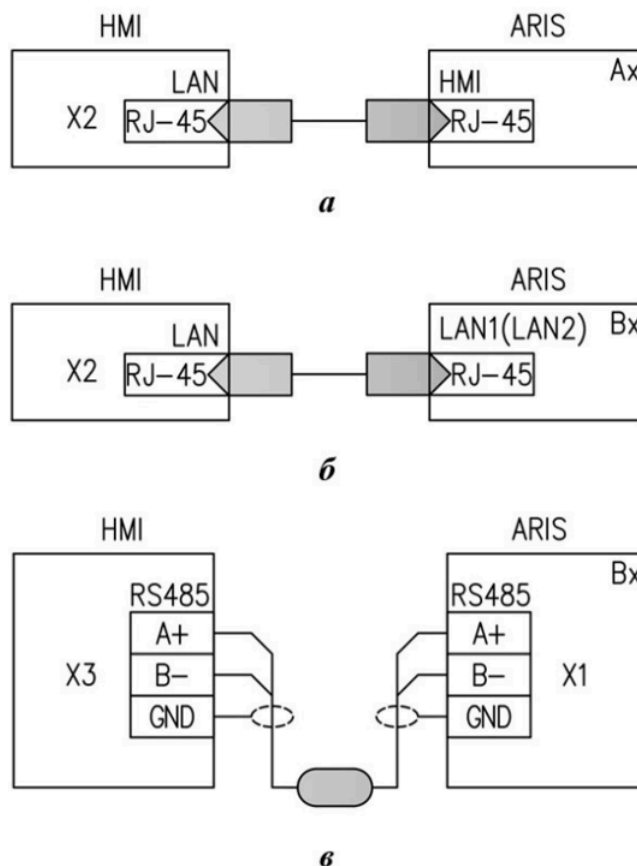 HMI ARIS
LAN HMI Ax
X2 RJ-45 RJ-45
а
HMI ARIS
LAN LAN1(LAN2) Bx
X2 RJ-45 RJ-45
б
HMI ARIS
Bx
RS485 RS485
A+ A+
X3 B- B- X1
GND GND
в